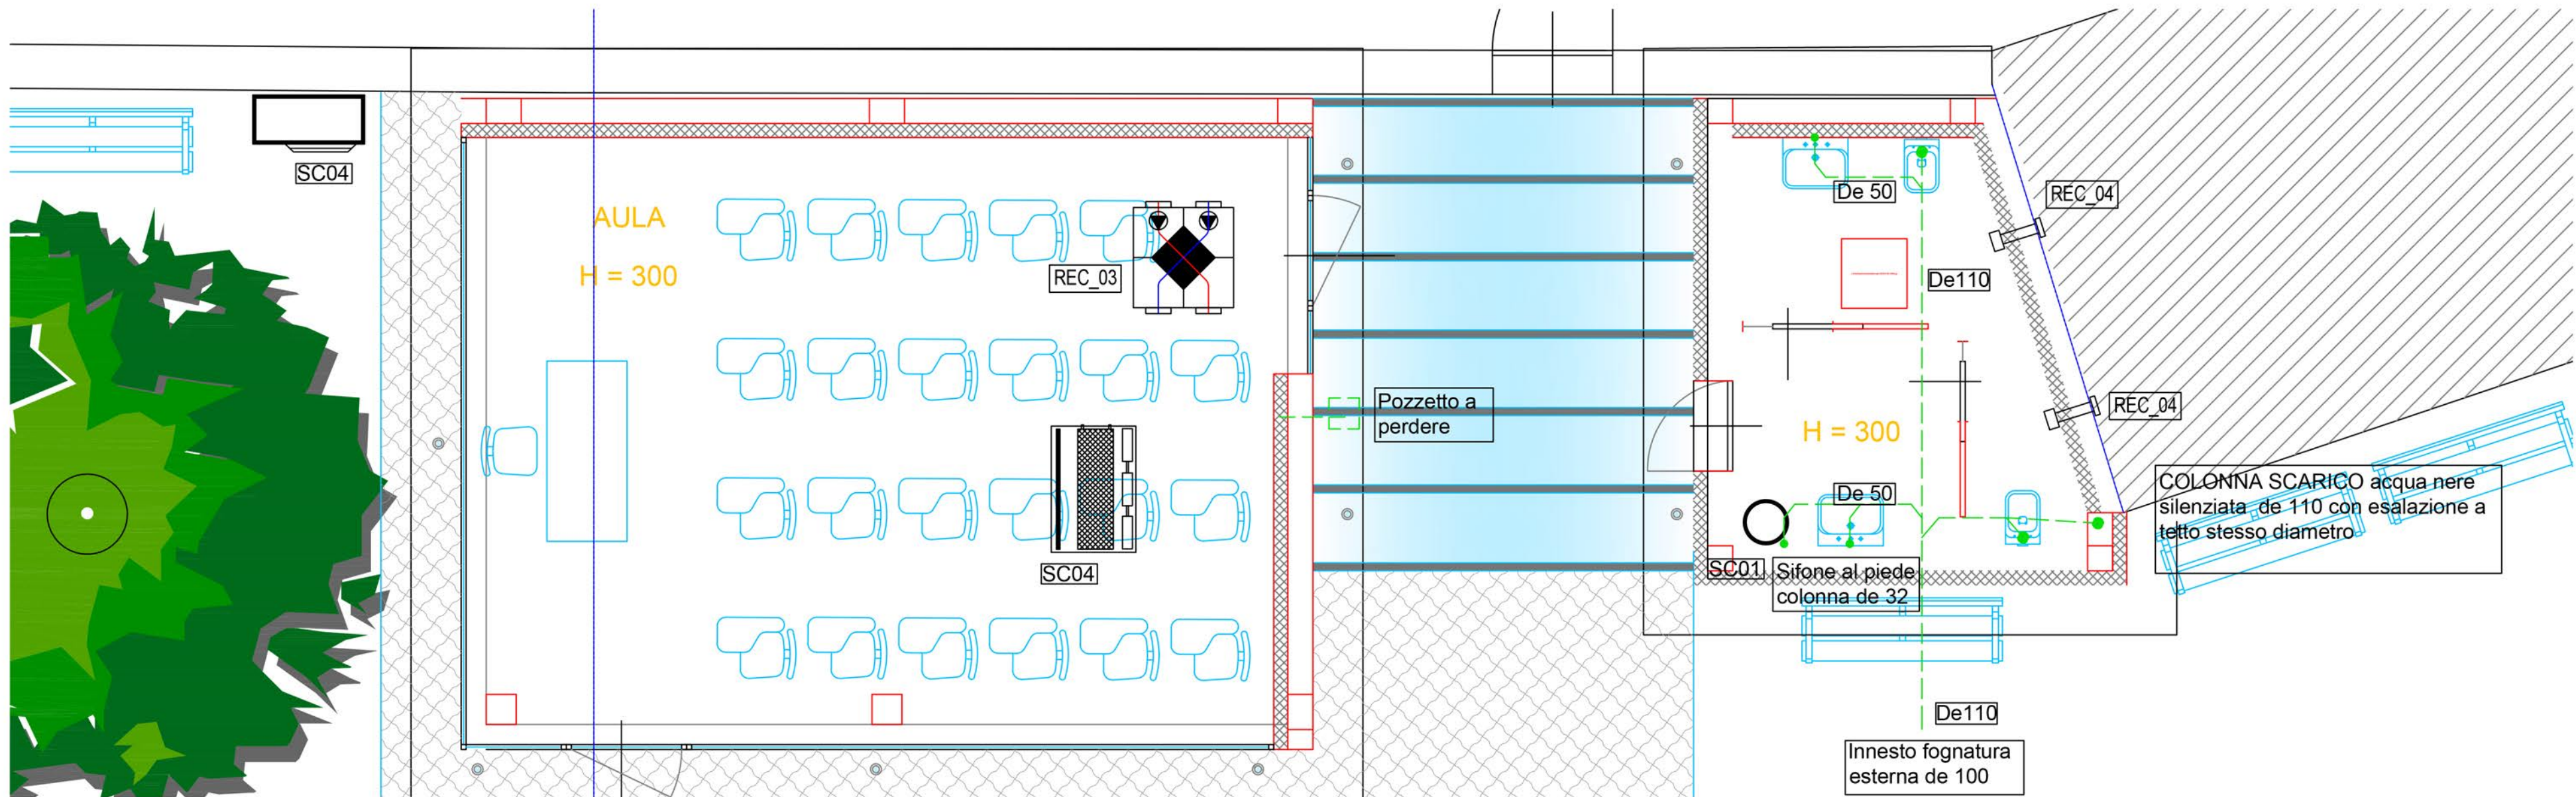 SC04
AULA
H = 300
REC_03
SC04
Pozzetto a
perdere
De 50
De110
REC_04
REC_04
H = 300
De 50
SC01
Sifone al piede
colonna de 32
COLONNA SCARICO acqua nere
silenziata de 110 con esalazione a
tetto stesso diametro
De110
Innesto fognatura
esterna de 100